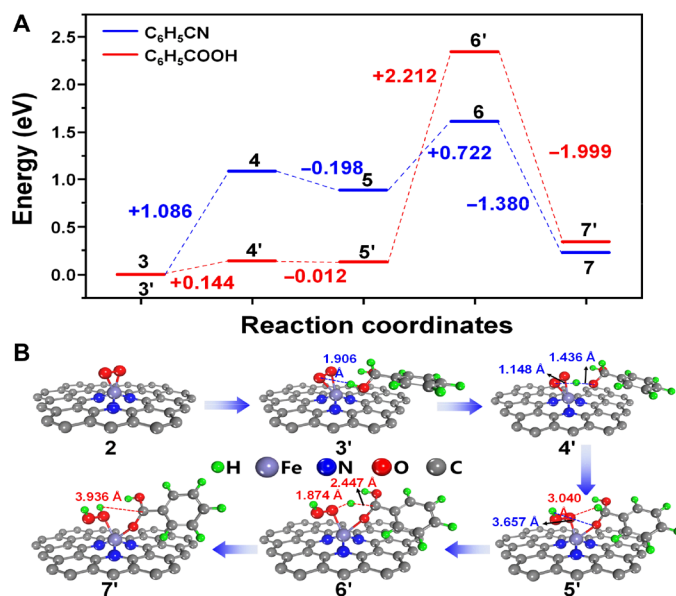 A
C₆H₅CN
C₆H₅COOH
Energy (eV)
2.5
2.0
1.5
1.0
0.5
0.0
3
3'
+1.086
+0.144
4
4'
−0.198
−0.012
5
5'
+2.212
+0.722
6'
6
−1.999
−1.380
7'
7
Reaction coordinates
B
1.906
Å
1.436 Å
1.148 Å
2
3'
4'
H Fe N O C
3.936 Å
2.447 Å
1.874 Å
3.040
Å
3.657 Å
7'
6'
5'